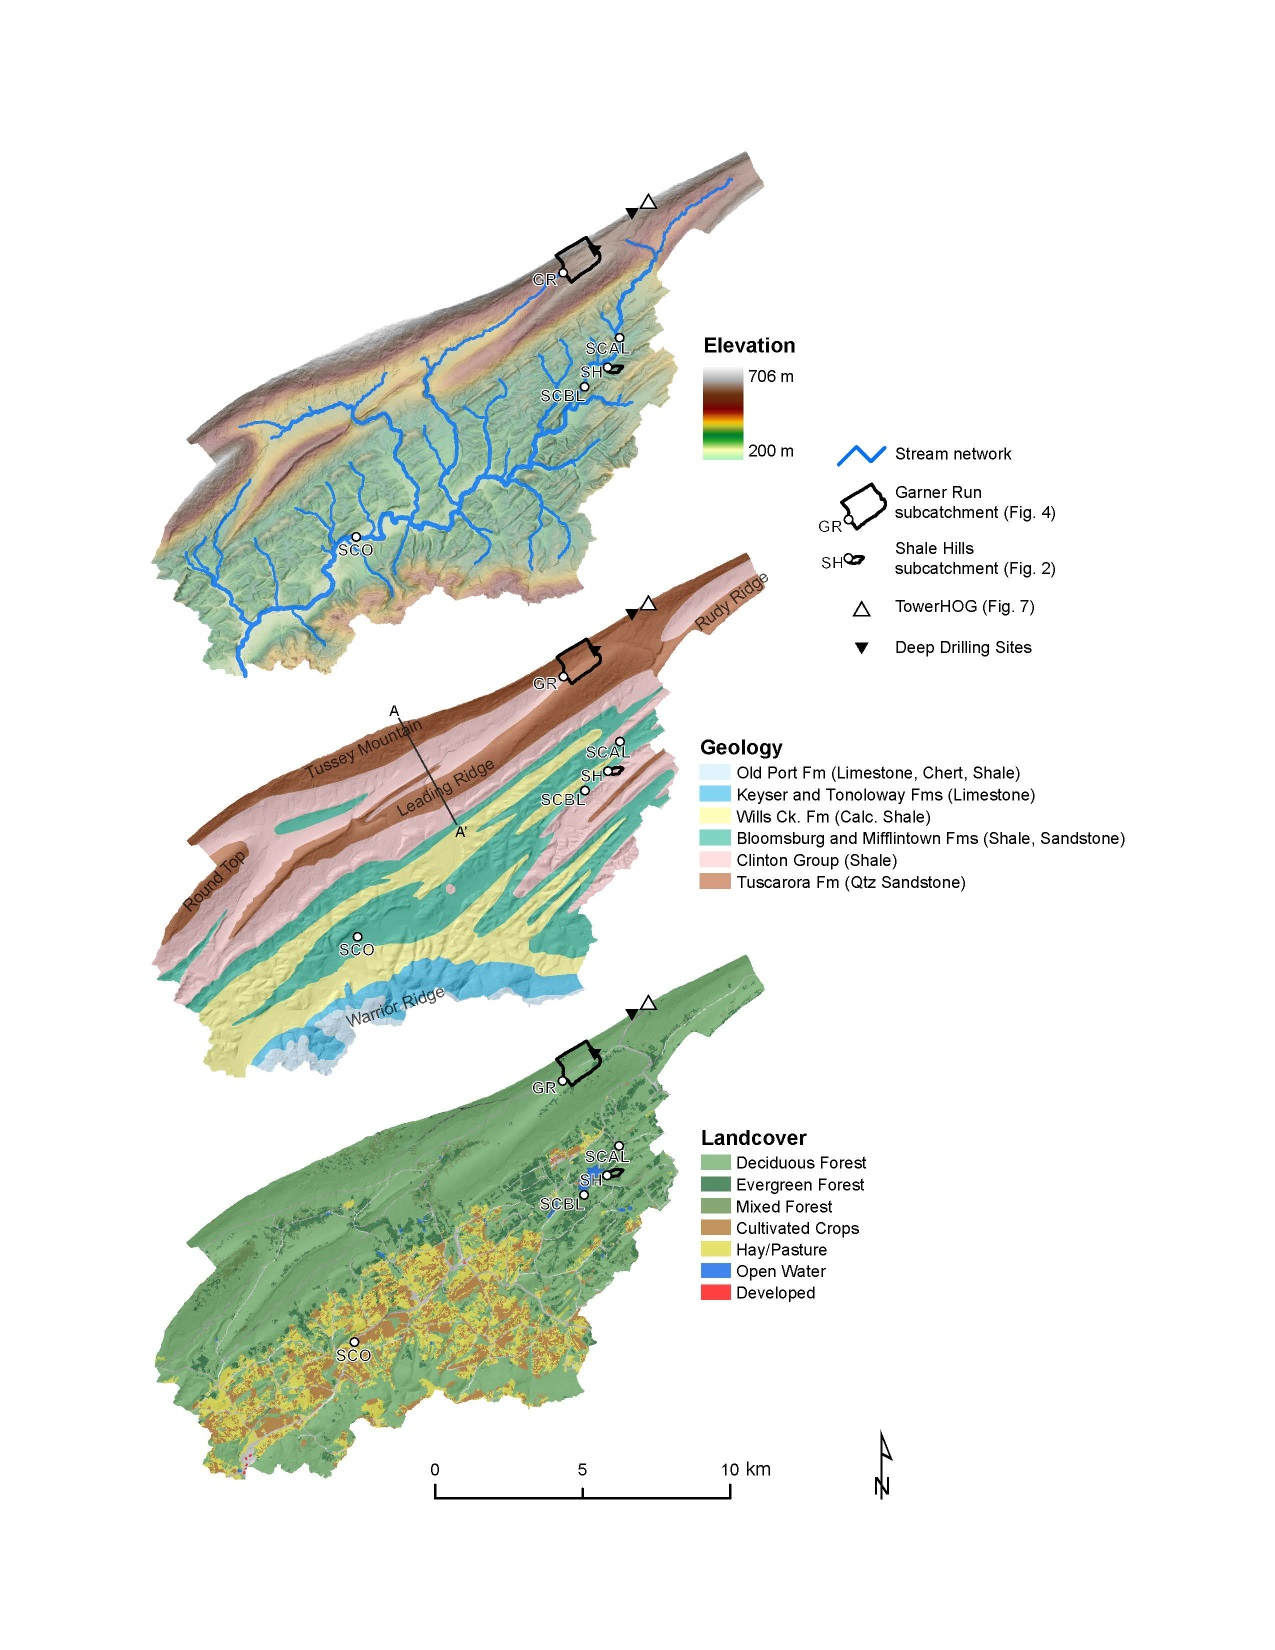 GR
SCAL
SH
SCBL
SCO
Elevation
706 m
200 m
Stream network
Garner Run
subcatchment (Fig. 4)
GR
Shale Hills
subcatchment (Fig. 2)
SH
TowerHOG (Fig. 7)
Deep Drilling Sites
Rudy Ridge
GR
A
Tussey Mountain
Leading Ridge
A'
Round Top
SCAL
SH
SCBL
SCO
Warrior Ridge
Geology
Old Port Fm (Limestone, Chert, Shale)
Keyser and Tonoloway Fms (Limestone)
Wills Ck. Fm (Calc. Shale)
Bloomsburg and Mifflintown Fms (Shale, Sandstone)
Clinton Group (Shale)
Tuscarora Fm (Qtz Sandstone)
GR
SCAL
SH
SCBL
SCO
Landcover
Deciduous Forest
Evergreen Forest
Mixed Forest
Cultivated Crops
Hay/Pasture
Open Water
Developed
0 5 10 km
N